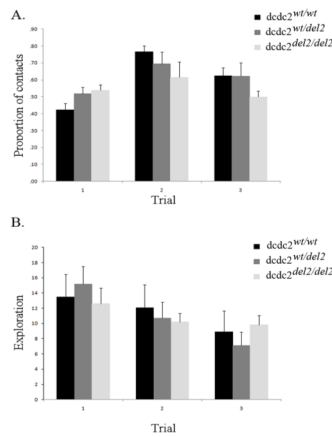 A.
dcdc2wt/wt
dcdc2wt/del2
dcdc2del2/del2
Proportion of contacts
.90
.80
.70
.60
.50
.40
.30
.20
.10
.00
1
2
3
Trial
B.
dcdc2wt/wt
dcdc2wt/del2
dcdc2del2/del2
Exploration
20
18
16
14
12
10
8
6
4
2
0
1
2
3
Trial